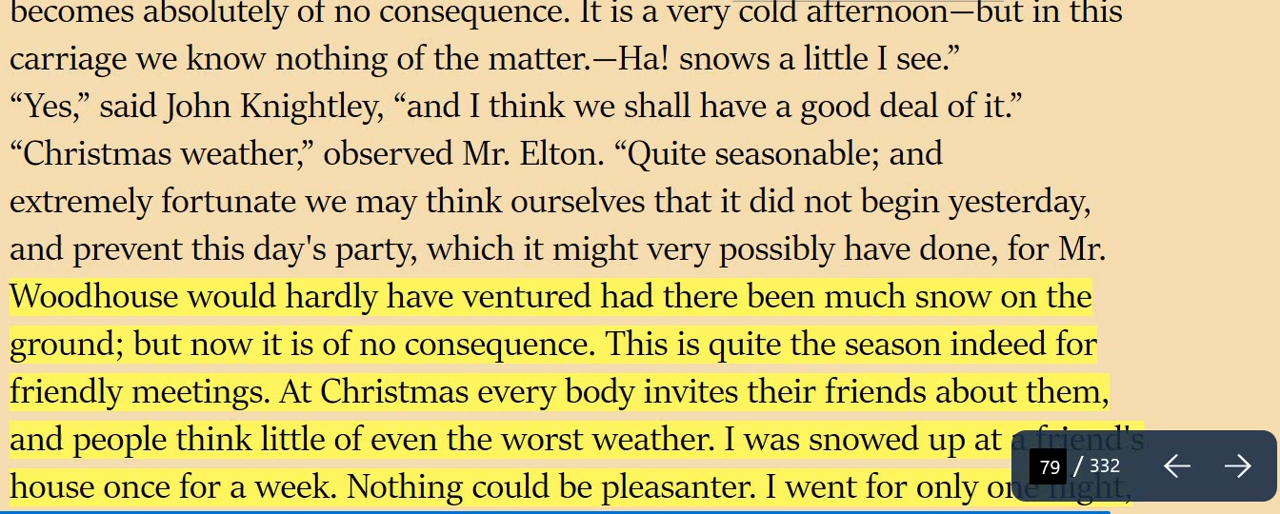 becomes absolutely of no consequence. It is a very cold afternoon—but in this
carriage we know nothing of the matter.—Ha! snows a little I see.”
“Yes,” said John Knightley, “and I think we shall have a good deal of it.”
“Christmas weather,” observed Mr. Elton. “Quite seasonable; and
extremely fortunate we may think ourselves that it did not begin yesterday,
and prevent this day's party, which it might very possibly have done, for Mr.
Woodhouse would hardly have ventured had there been much snow on the
ground; but now it is of no consequence. This is quite the season indeed for
friendly meetings. At Christmas every body invites their friends about them,
and people think little of even the worst weather. I was snowed up at a friend's
house once for a week. Nothing could be pleasanter. I went for only one night,
79 / 332